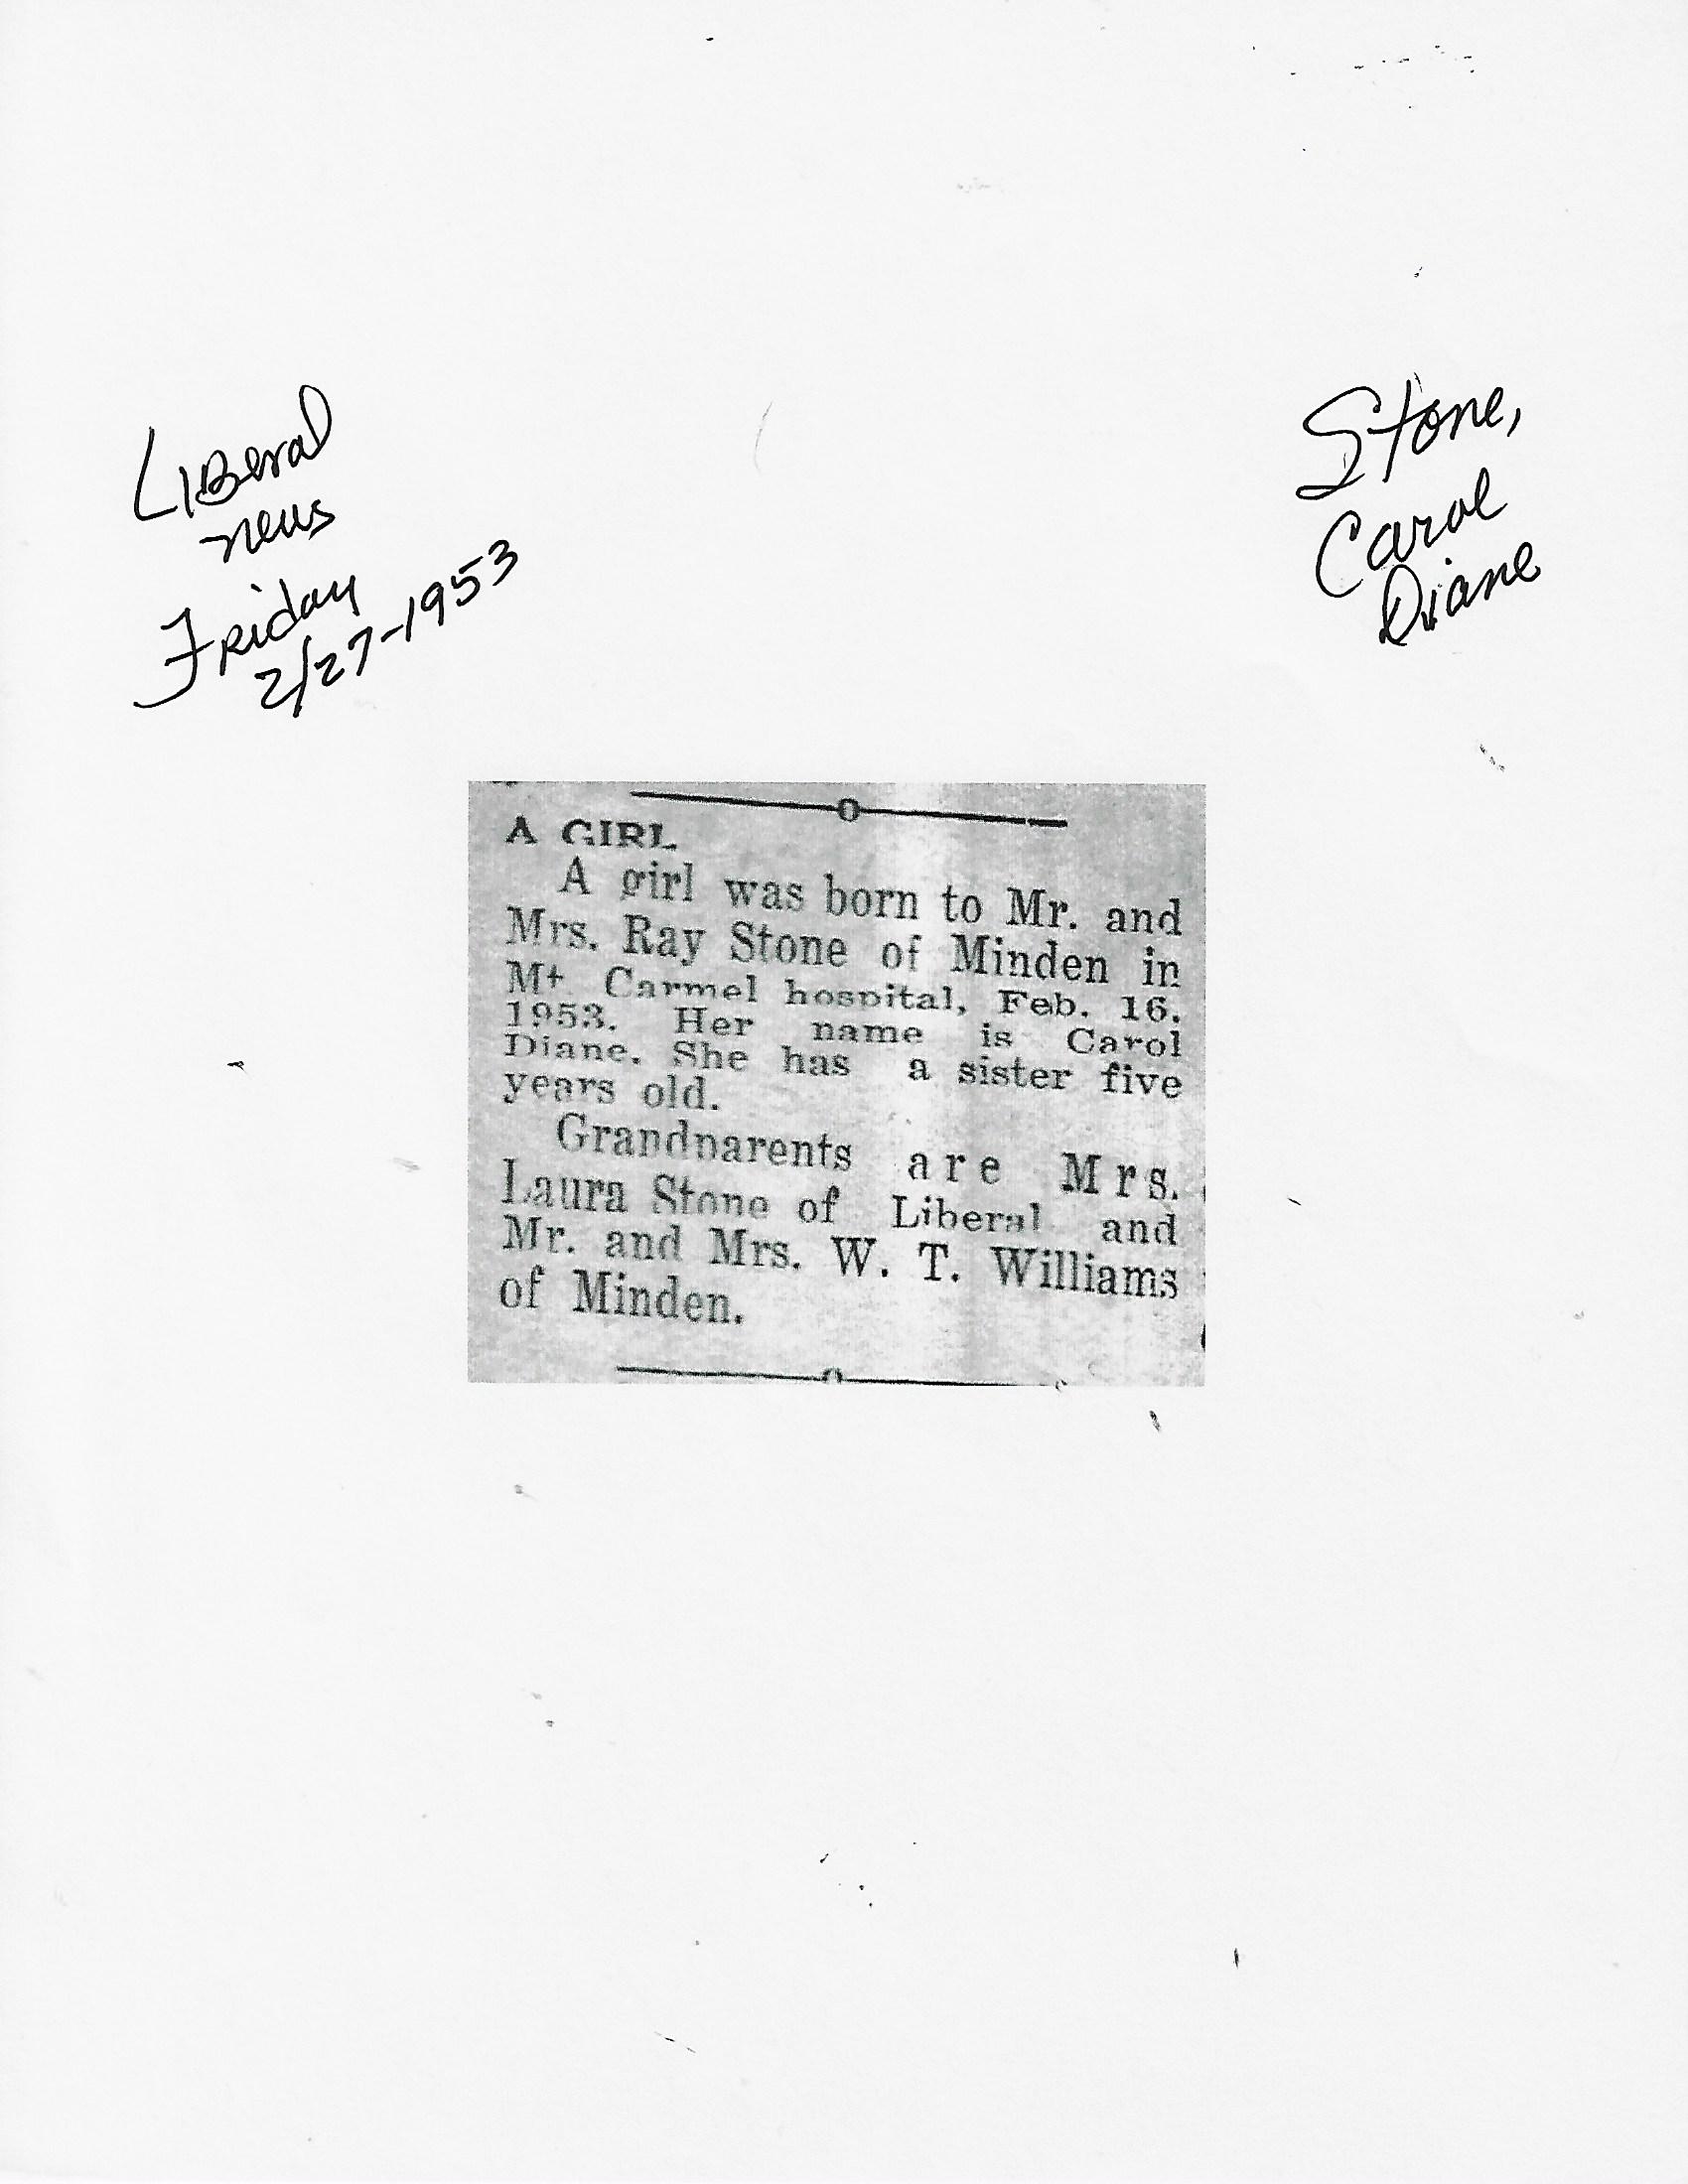 LIBeral
news
Friday
2/27-1953
Stone,
Carol
Diane
A GIRL
A girl was born to Mr. and
Mrs. Ray Stone of Minden in
Mt Carmel hospital, Feb. 16,
1953. Her name is Carol
Diane. She has a sister five
years old.
Grandparents are Mrs.
Laura Stone of Liberal and
Mr. and Mrs. W. T. Williams
of Minden.